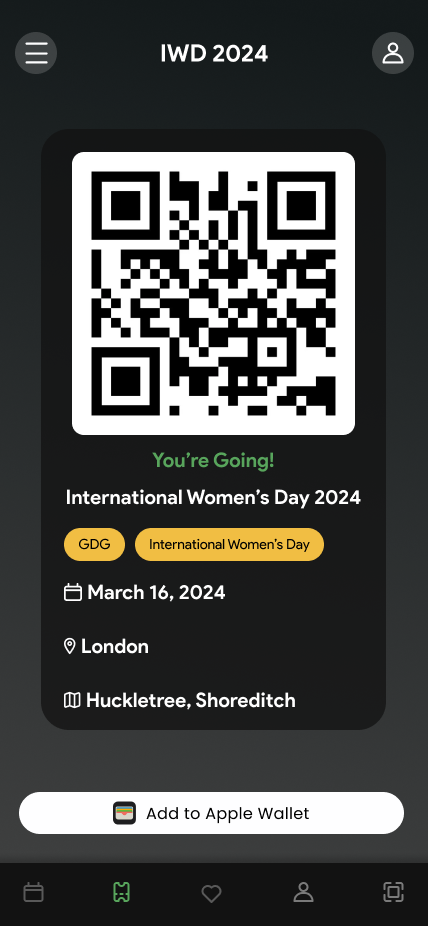 IWD 2024
You’re Going!
International Women’s Day 2024
GDG
International Women’s Day
March 16, 2024
London
Huckletree, Shoreditch
Add to Apple Wallet